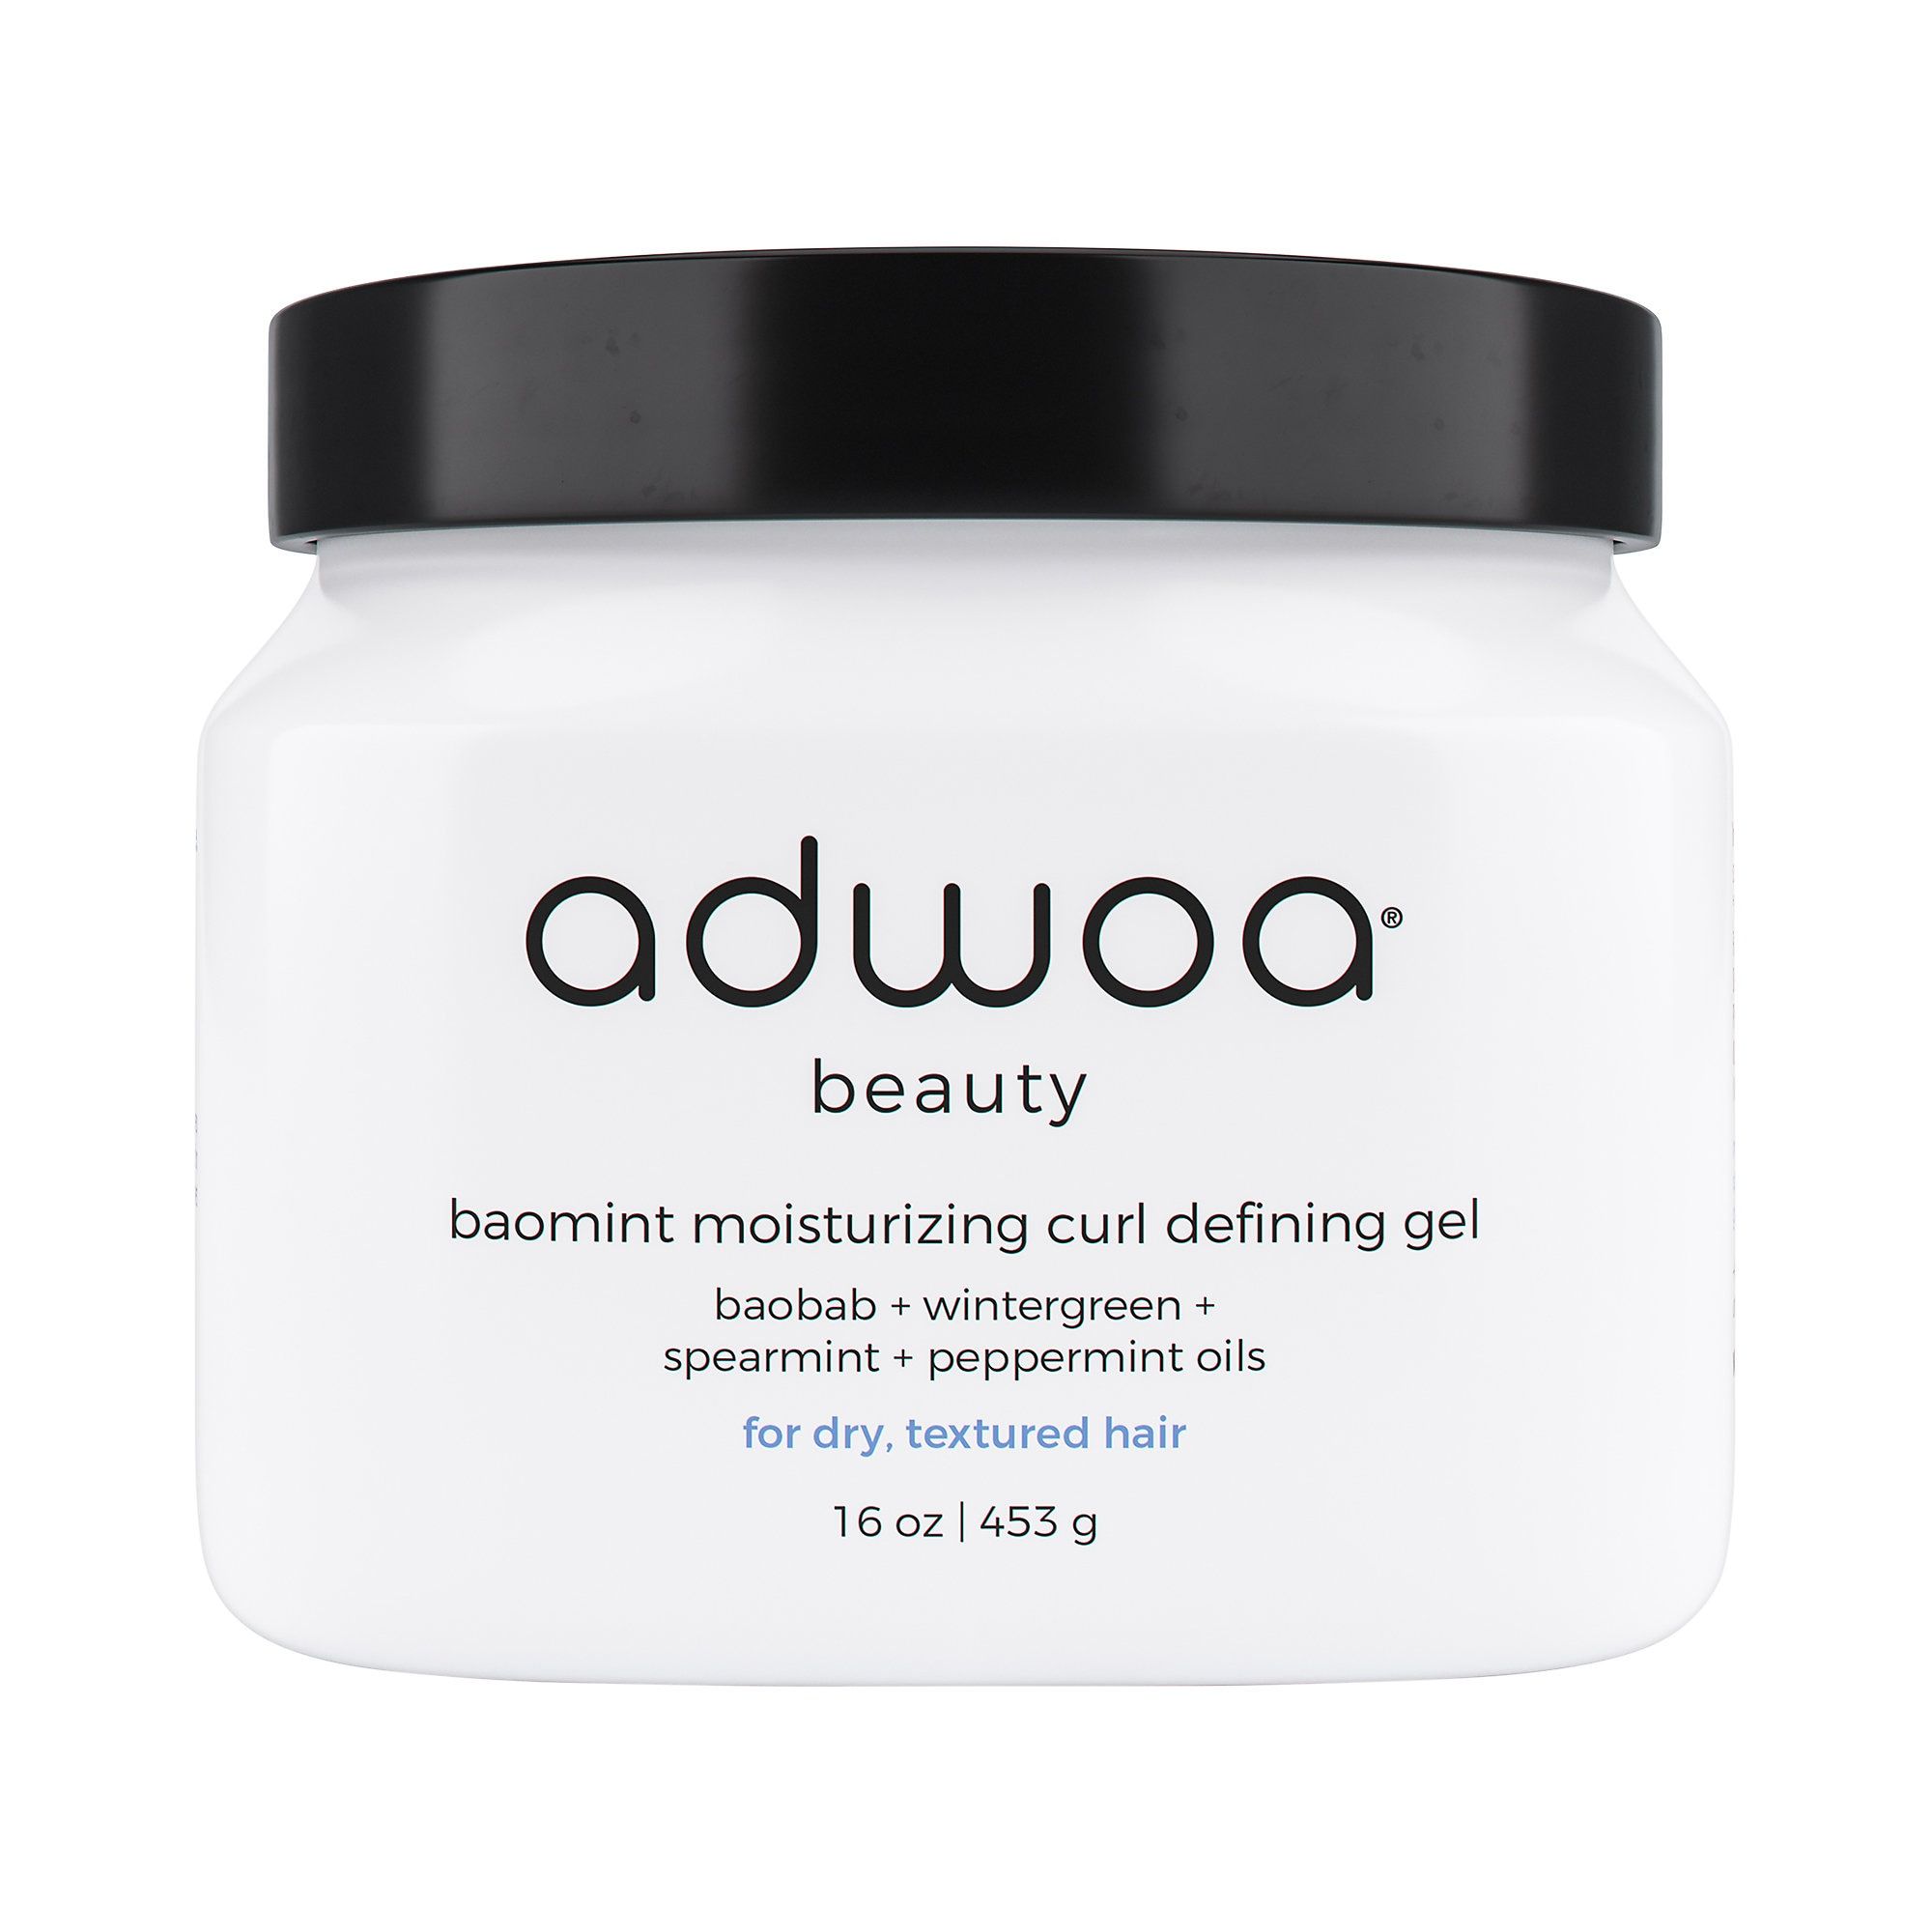 adwoa®
beauty
baomint moisturizing curl defining gel
baobab + wintergreen +
spearmint + peppermint oils
for dry, textured hair
16 oz | 453 g